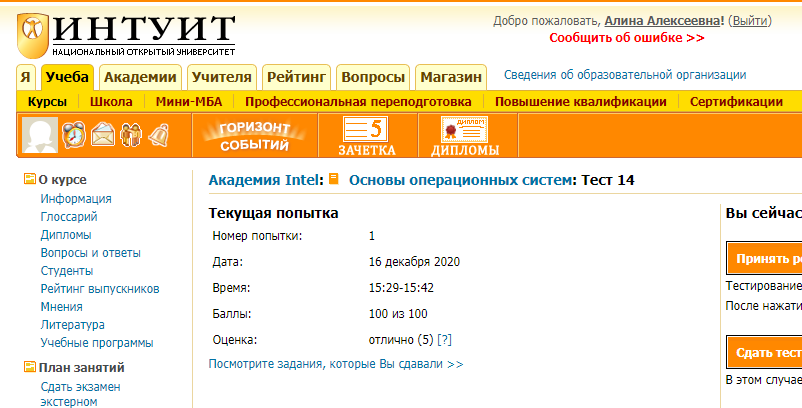 ИНТУИТ
НАЦИОНАЛЬНЫЙ ОТКРЫТЫЙ УНИВЕРСИТЕТ
Добро пожаловать, Алина Алексеевна! (Выйти)
Сообщить об ошибке >>
Я Учеба Академии Учителя Рейтинг Вопросы Магазин Сведения об образовательной организации
Курсы Школа Мини-МБА Профессиональная переподготовка Повышение квалификации Сертификации
ГОРИЗОНТ
СОБЫТИЙ
5
ЗАЧЕТКА
ДИПЛОМ
ДИПЛОМЫ
О курсе
Информация
Глоссарий
Дипломы
Вопросы и ответы
Студенты
Рейтинг выпускников
Мнения
Литература
Учебные программы
План занятий
Сдать экзамен
экстерном
Академия Intel: Основы операционных систем: Тест 14
Текущая попытка
Номер попытки: 1
Дата: 16 декабря 2020
Время: 15:29-15:42
Баллы: 100 из 100
Оценка: отлично (5) [?]
Посмотрите задания, которые Вы сдавали >>
Вы сейчас
Принять р
Тестирование
После нажати
Сдать тест
В этом случае